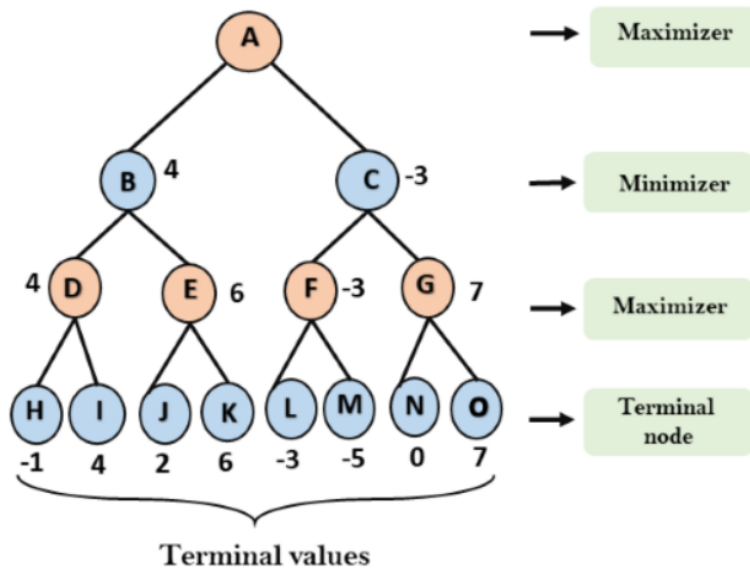 A
Maximizer
B 4
C -3
Minimizer
4 D
E 6
F -3
G 7
Maximizer
H I J K L M N O
Terminal
node
-1 4 2 6 -3 -5 0 7
Terminal values